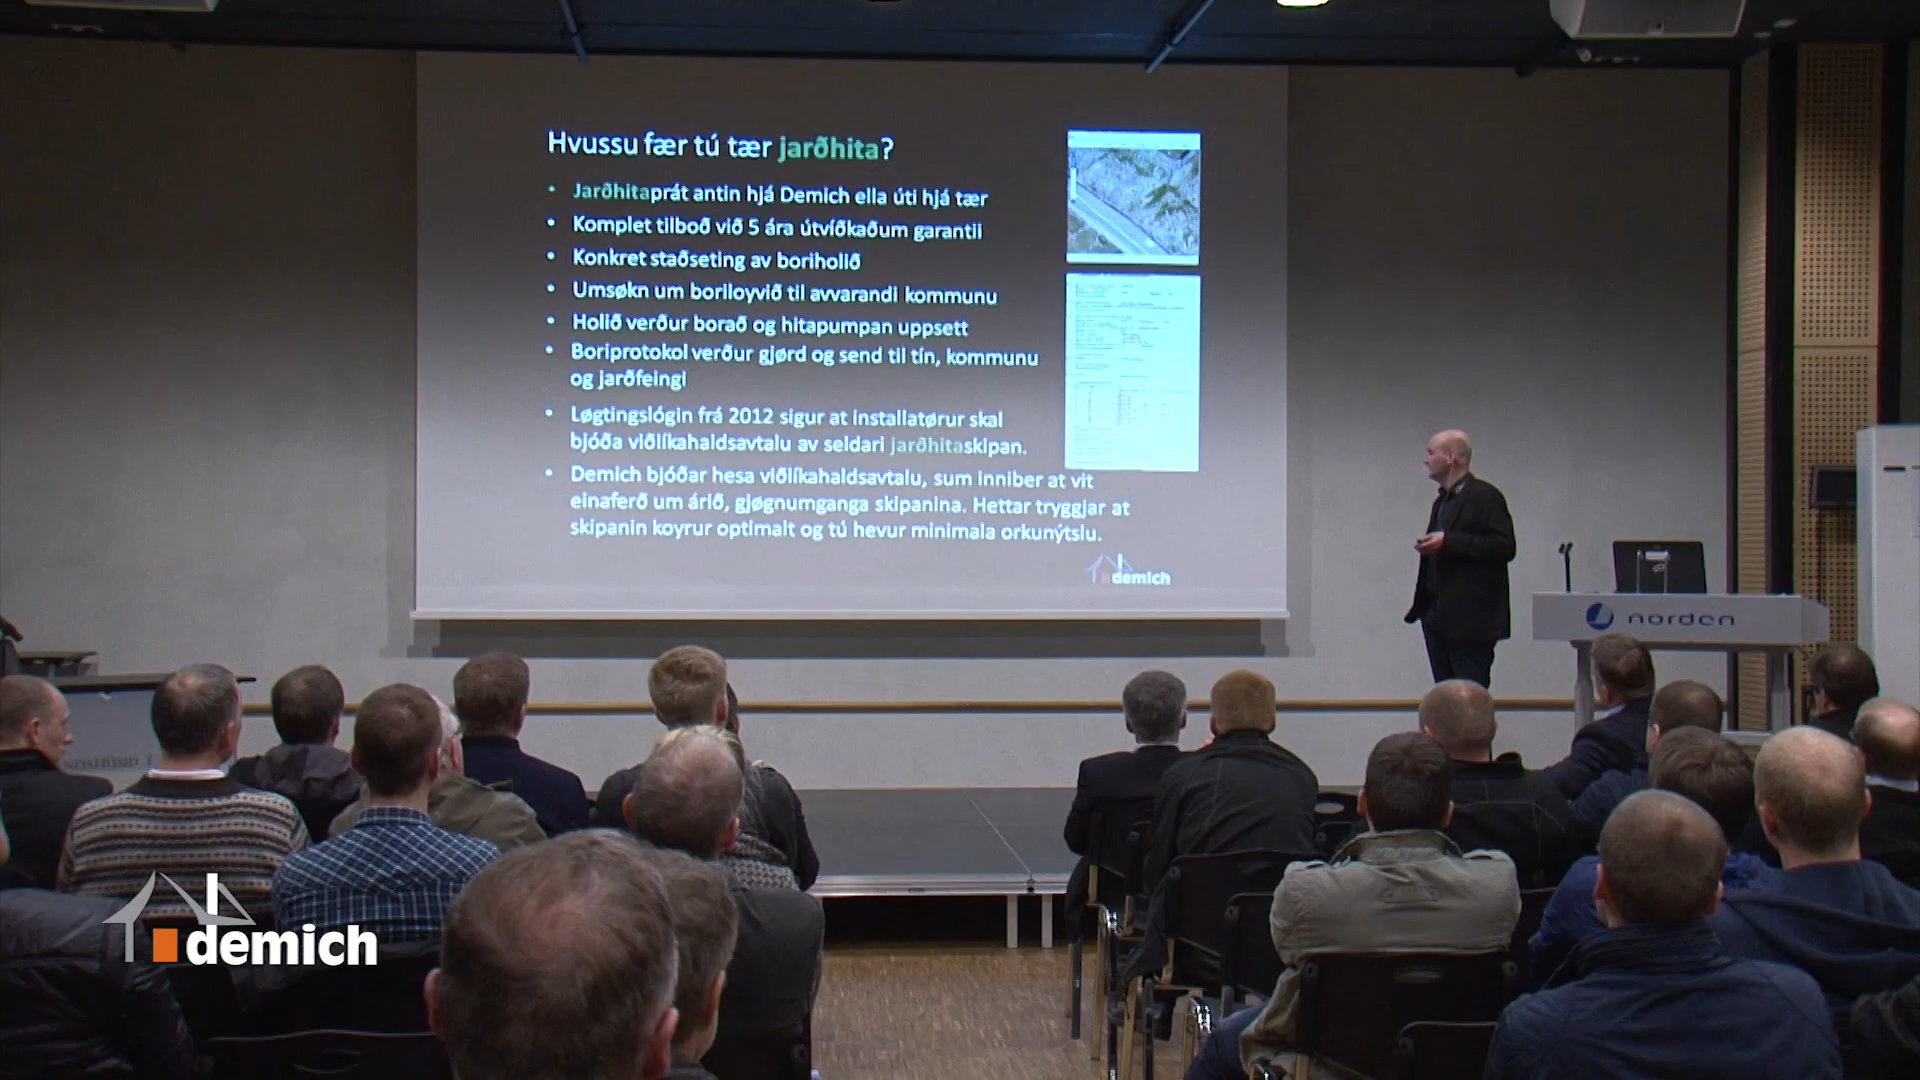 Hvussu fær tú tær jarðhita?
• Jarðhitaprát antin hjá Demich ella úti hjá tær
• Komplet tilboð við 5 ára útvíðkaðum garantii
• Konkret staðseting av boriholið
• Umsøkn um boriloyvið til avvarandi kommunu
• Holið verður borað og hitapumpan uppsett
• Boriprotokol verður gjørd og send til tín, kommunu
og jarðfeingi
• Løgtingslógin frá 2012 sigur at installatørur skal
bjóða viðlíkahaldsavtalu av seldari jarðhitaskipan.
• Demich bjóðar hesa viðlíkahaldsavtalu, sum inniber at vit
einaferð um árið, gjøgnumganga skipanina. Hettar tryggjar at
skipanin koyrur optimalt og tú hevur minimala orkunýtslu.
demich
norden
demich